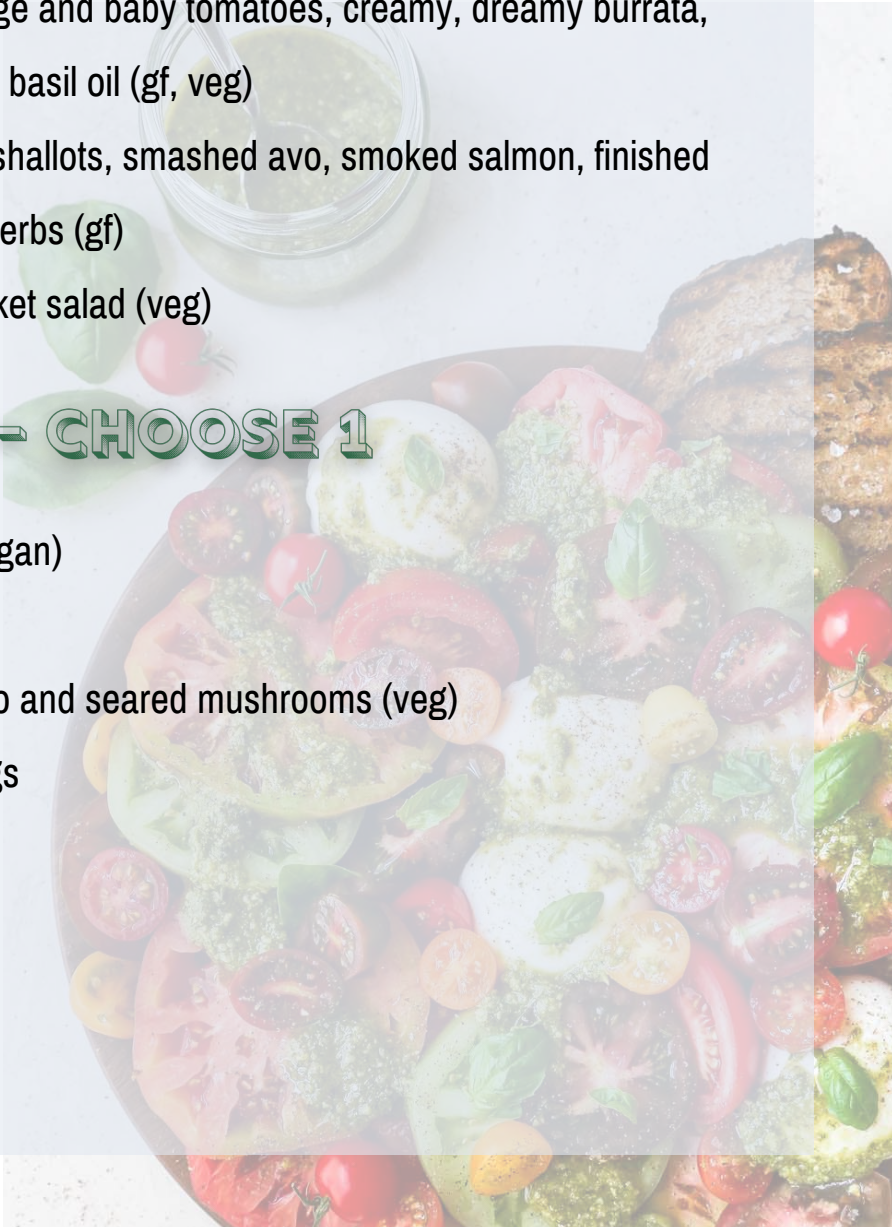 ge and baby tomatoes, creamy, dreamy burrata,
basil oil (gf, veg)
shallots, smashed avo, smoked salmon, finished
erbs (gf)
ket salad (veg)
- CHOOSE 1
gan)
o and seared mushrooms (veg)
gs